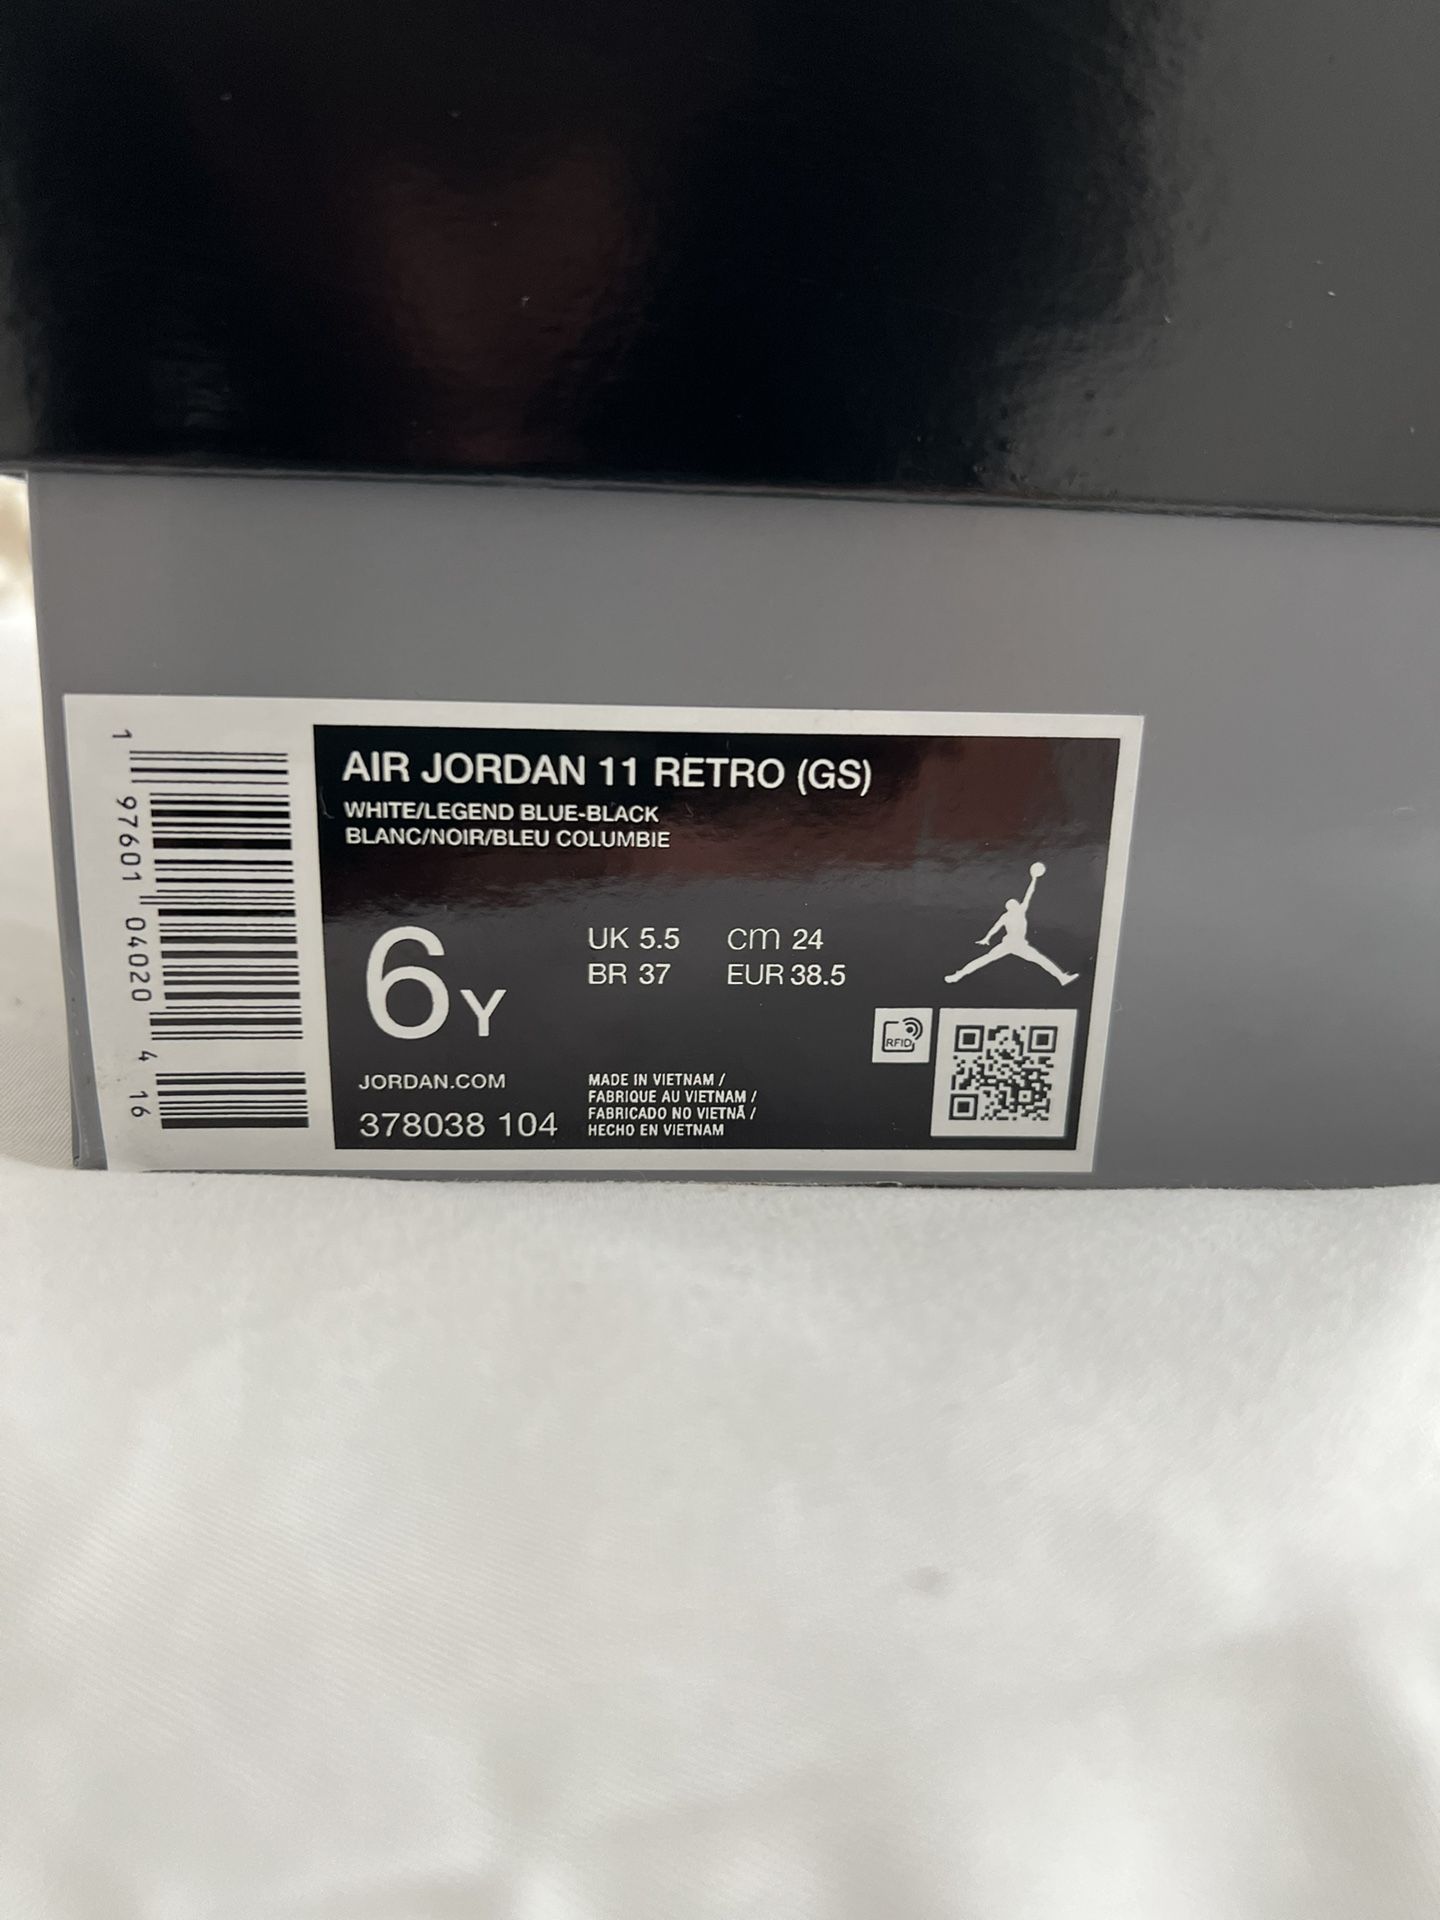 AIR JORDAN 11 RETRO (GS)
WHITE/LEGEND BLUE-BLACK
BLANC/NOIR/BLEU COLUMBIE
6Y
UK 5.5 cm 24
BR 37 EUR 38.5
RFID
JORDAN.COM
378038 104
MADE IN VIETNAM /
FABRIQUE AU VIETNAM /
FABRICADO NO VIETNÃ /
HECHO EN VIETNAM
1 97601 04020 4 16